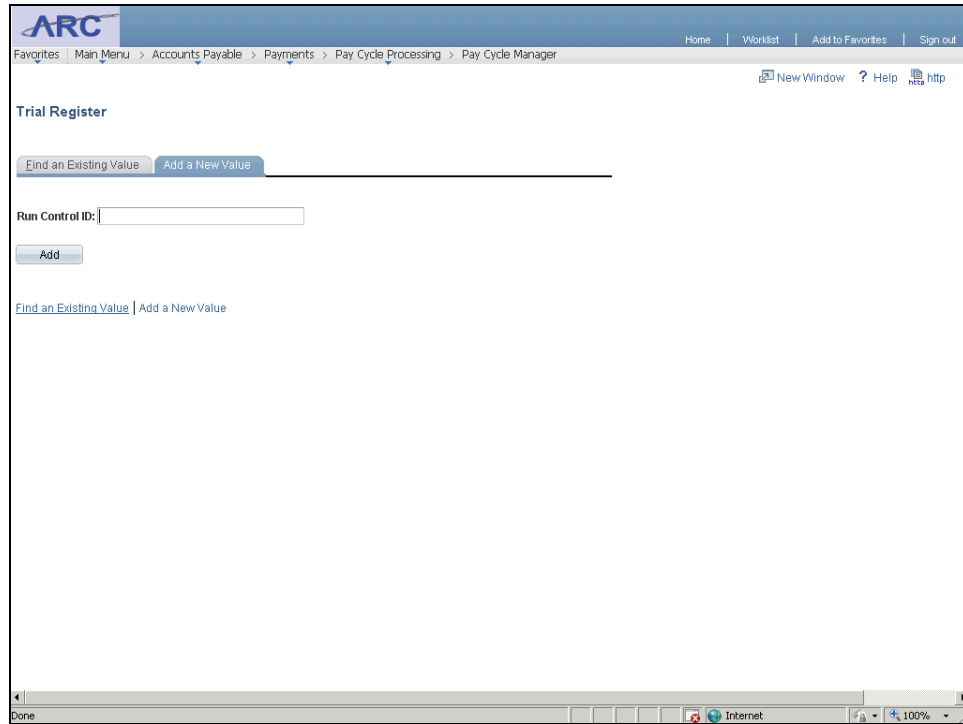 ARC
Home | Worklist | Add to Favorites | Sign out
Favorites Main Menu > Accounts Payable > Payments > Pay Cycle Processing > Pay Cycle Manager
New Window ? Help http http
Trial Register
Find an Existing Value Add a New Value
Run Control ID:
Add
Find an Existing Value | Add a New Value
Done Internet 100%